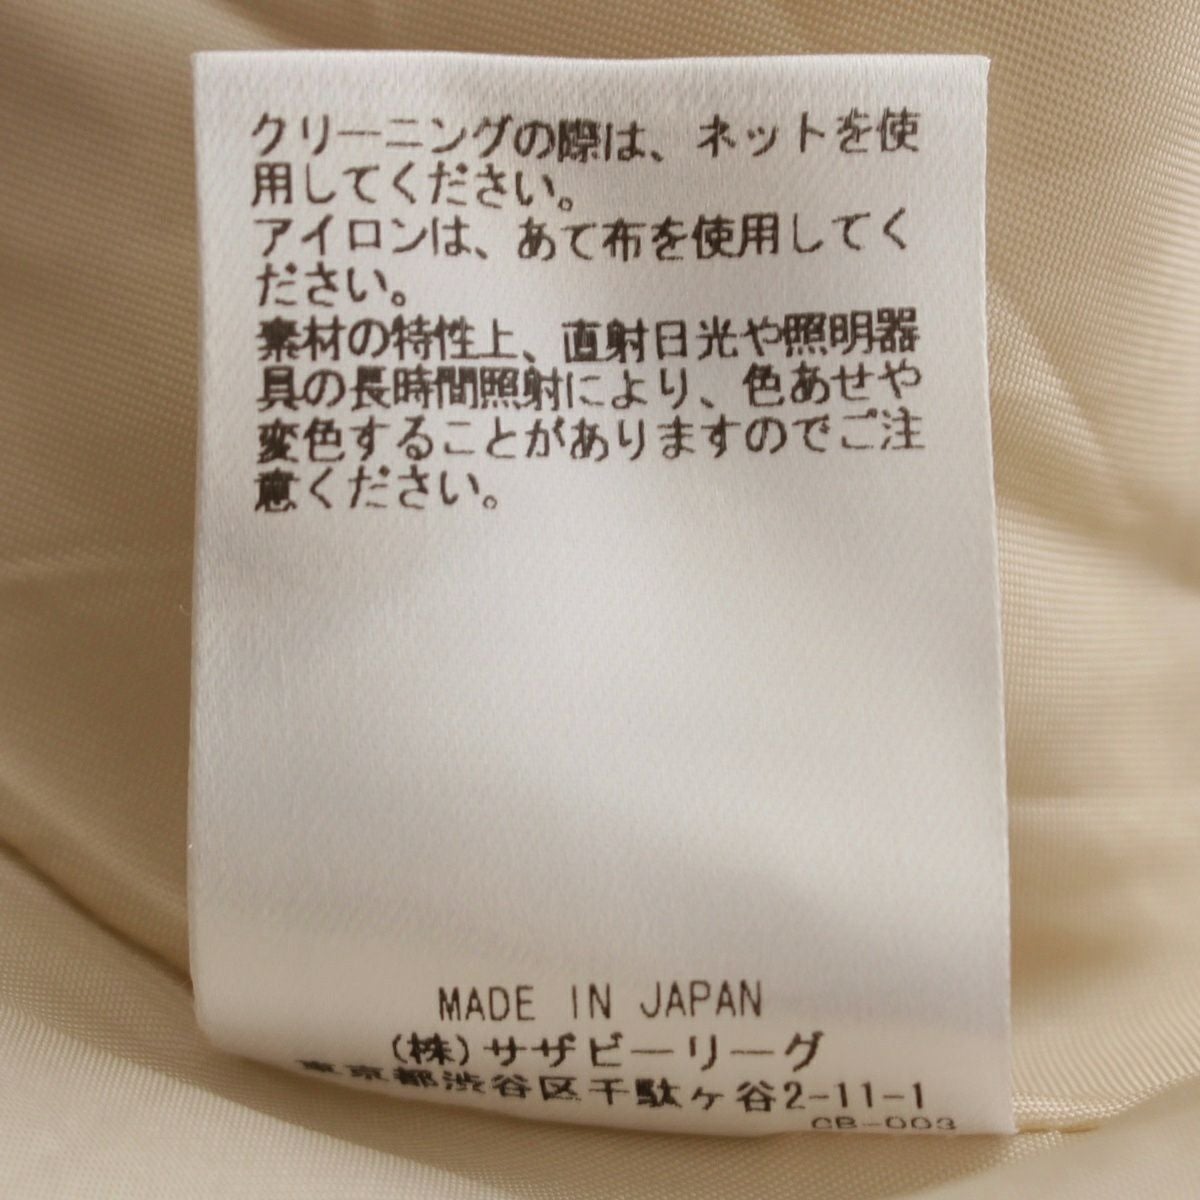 クリーニングの際は、ネットを使
用してください。
アイロンは、あて布を使用してく
ださい。
素材の特性上、直射日光や照明器
具の長時間照射により、色あせや
変色することがありますのでご注
意ください。
MADE IN JAPAN
(株)サザビーリーグ
東京都渋谷区千駄ヶ谷2-11-1
CB-003